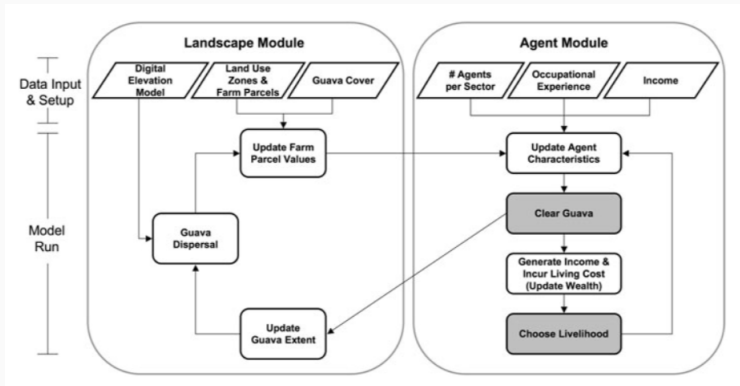 Landscape Module
Agent Module
Data Input
& Setup
Digital
Elevation
Model
Land Use
Zones &
Farm Parcels
Guava Cover
# Agents
per Sector
Occupational
Experience
Income
Update Farm
Parcel Values
Update Agent
Characteristics
Model
Run
Guava
Dispersal
Clear Guava
Generate Income &
Incur Living Cost
(Update Wealth)
Update
Guava Extent
Choose Livelihood